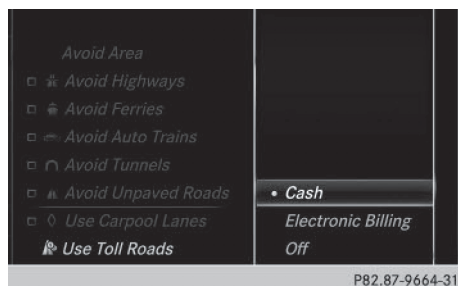 Avoid Area
Avoid Highways
Avoid Ferries
Avoid Auto Trains
Avoid Tunnels
Avoid Unpaved Roads
Use Carpool Lanes
Use Toll Roads
• Cash
Electronic Billing
Off
P82.87-9664-31